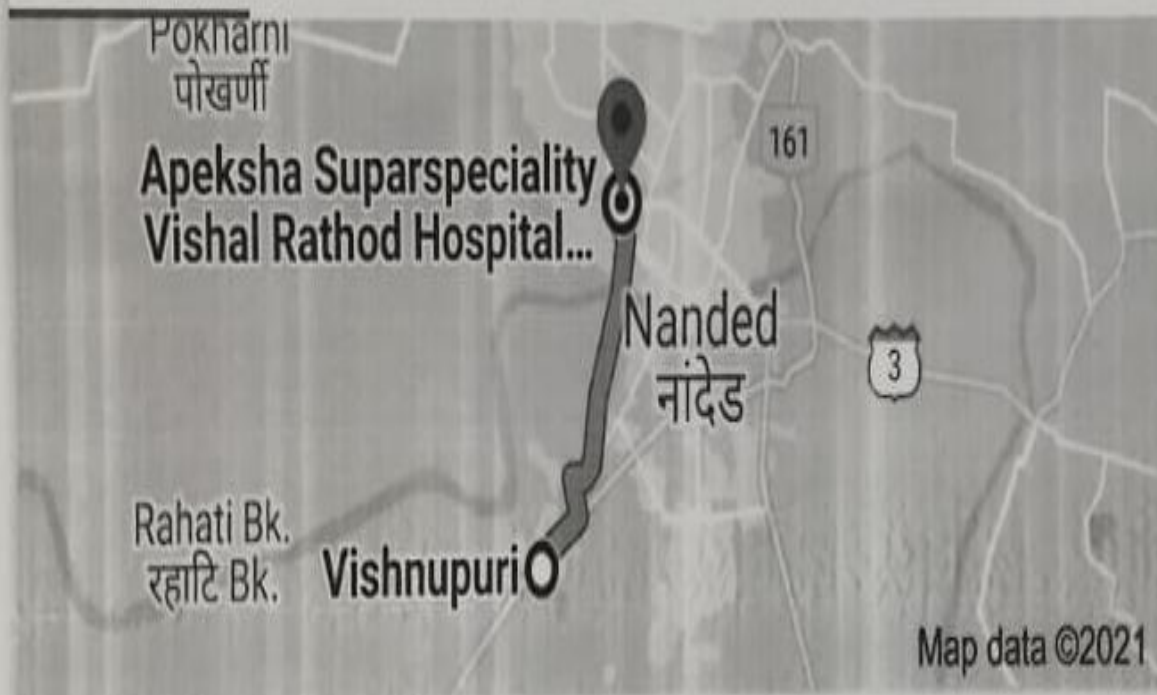 Pokharni
पोखर्णी
Apeksha Suparspeciality
Vishal Rathod Hospital...
161
Nanded
नांदेड
3
Rahati Bk.
रहाटि Bk.
Vishnupuri
Map data ©2021